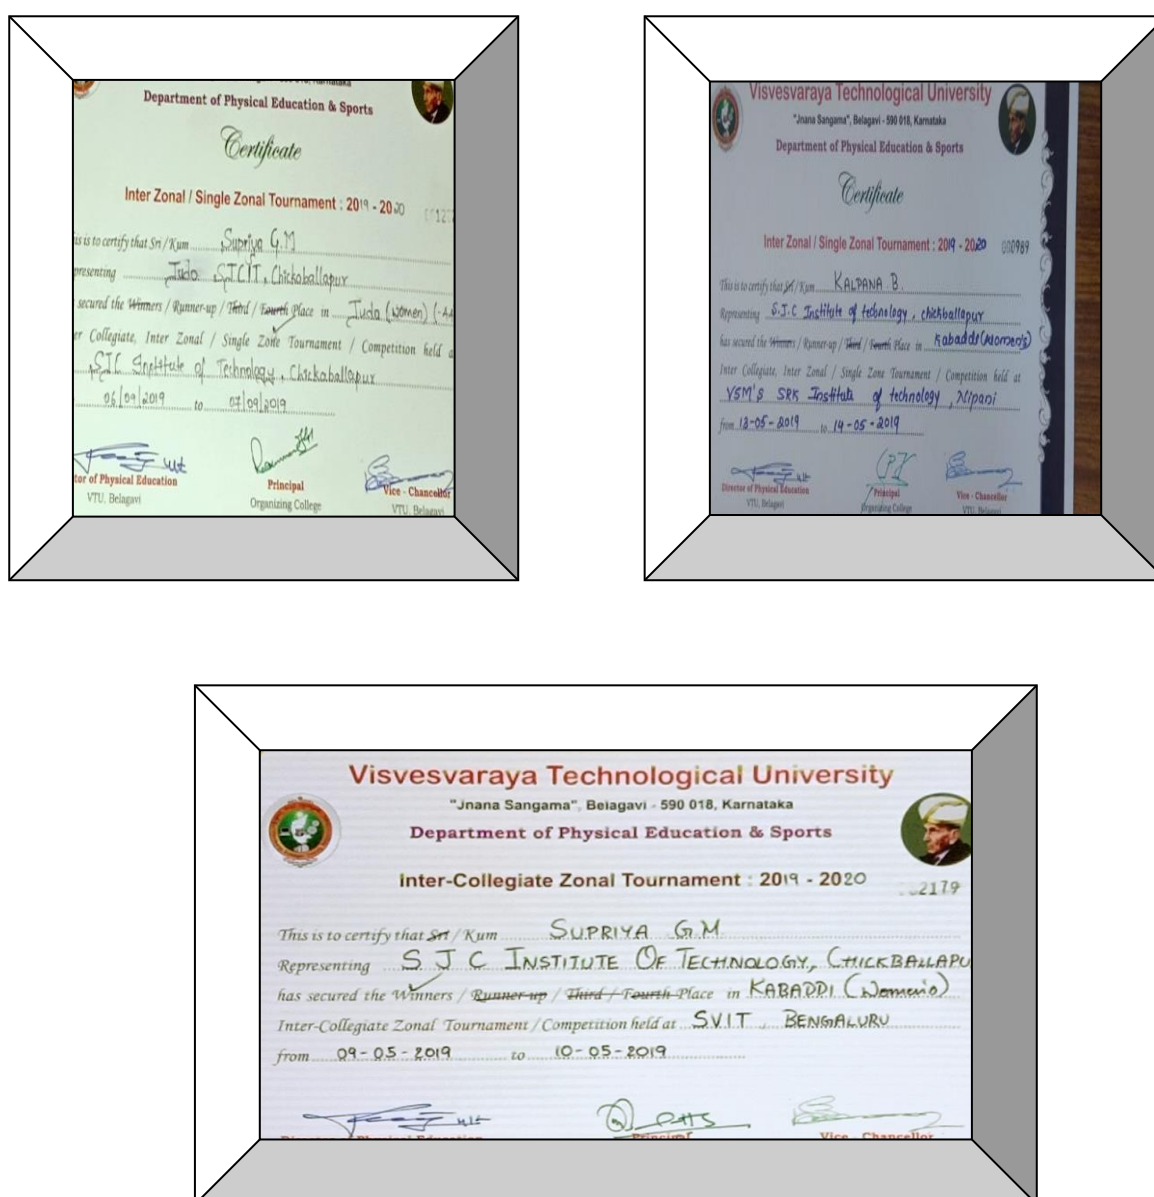 Department of Physical Education & Sports
Certificate
Inter Zonal / Single Zonal Tournament : 2019 - 2020
is is to certify that Sri / Kum Supriya G.M
presenting Judo SJCIT, Chickaballapur
secured the Winners / Runner-up / Third / Fourth Place in Judo (women)
er Collegiate, Inter Zonal / Single Zone Tournament / Competition held a
SJC Institute of Technology, Chickaballapur
06/09/2019 to 07/09/2019
tor of Physical Education
VTU, Belagavi
Principal
Organizing College
Vice - Chancellor
VTU, Belagavi
Visvesvaraya Technological University
"Jnana Sangama", Belagavi - 590 018, Karnataka
Department of Physical Education & Sports
Certificate
Inter Zonal / Single Zonal Tournament : 2019 - 2020 000989
This is to certify that Sri / Kum KALPANA B.
Representing S.J.C Institute of technology, chickballapur
has secured the Winners / Runner-up / Third / Fourth Place in Kabaddi (Women's)
Inter Collegiate, Inter Zonal / Single Zone Tournament / Competition held at
VSM'S SRK Institute of technology, Nipani
from 13-05-2019 to 14-05-2019
Director of Physical Education
VTU, Belagavi
Principal
Organizing College
Vice - Chancellor
VTU, Belagavi
Visvesvaraya Technological University
"Jnana Sangama", Belagavi - 590 018, Karnataka
Department of Physical Education & Sports
Inter-Collegiate Zonal Tournament : 2019 - 2020 2179
This is to certify that Sri / Kum SUPRIYA G.M
Representing S J C INSTITUTE OF TECHNOLOGY, CHICKBALLAPU
has secured the Winners / Runner-up / Third / Fourth Place in KABADDI (Women's)
Inter-Collegiate Zonal Tournament / Competition held at SVIT, BENGALURU
from 09-05-2019 to 10-05-2019
Principal
Vice - Chancellor